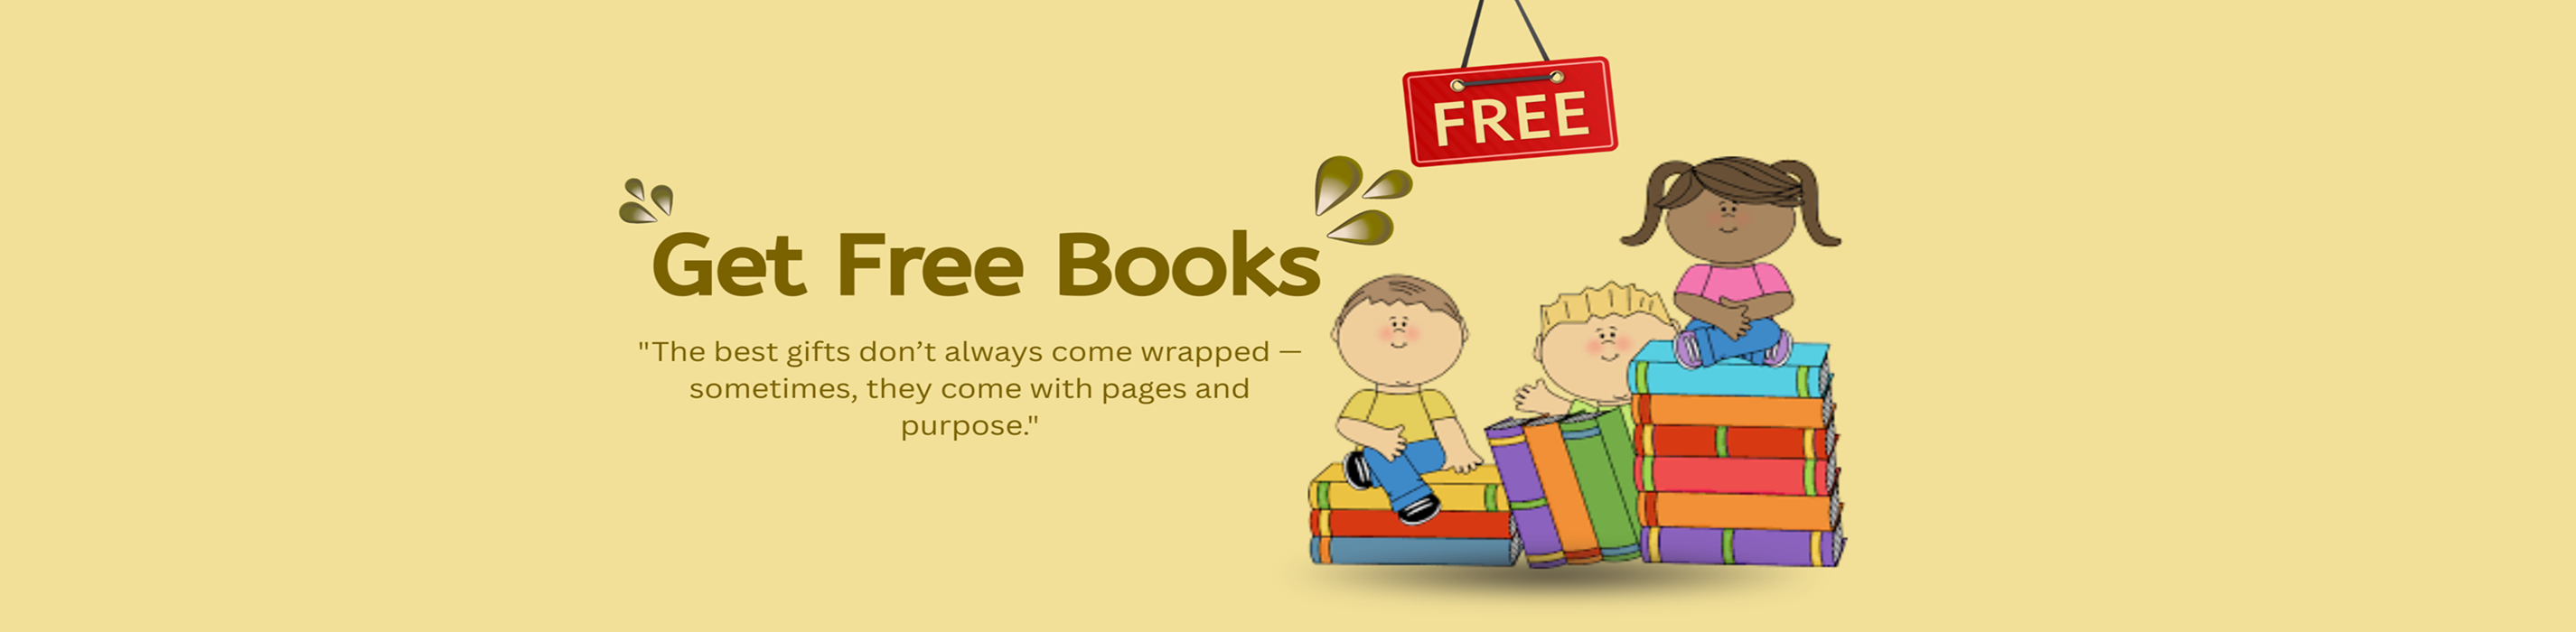 FREE
Get Free Books
"The best gifts don’t always come wrapped —
sometimes, they come with pages and
purpose."